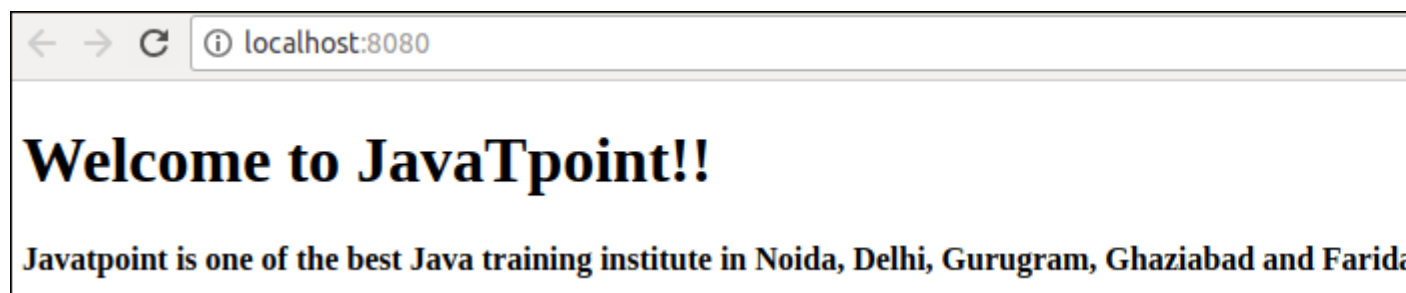 localhost:8080
Welcome to JavaTpoint!!
Javatpoint is one of the best Java training institute in Noida, Delhi, Gurugram, Ghaziabad and